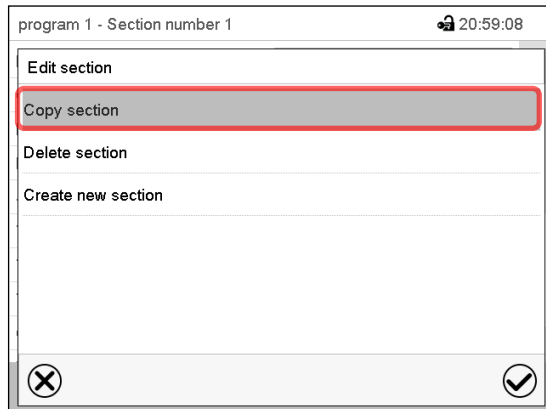 program 1 - Section number 1 20:59:08
Edit section
Copy section
Delete section
Create new section